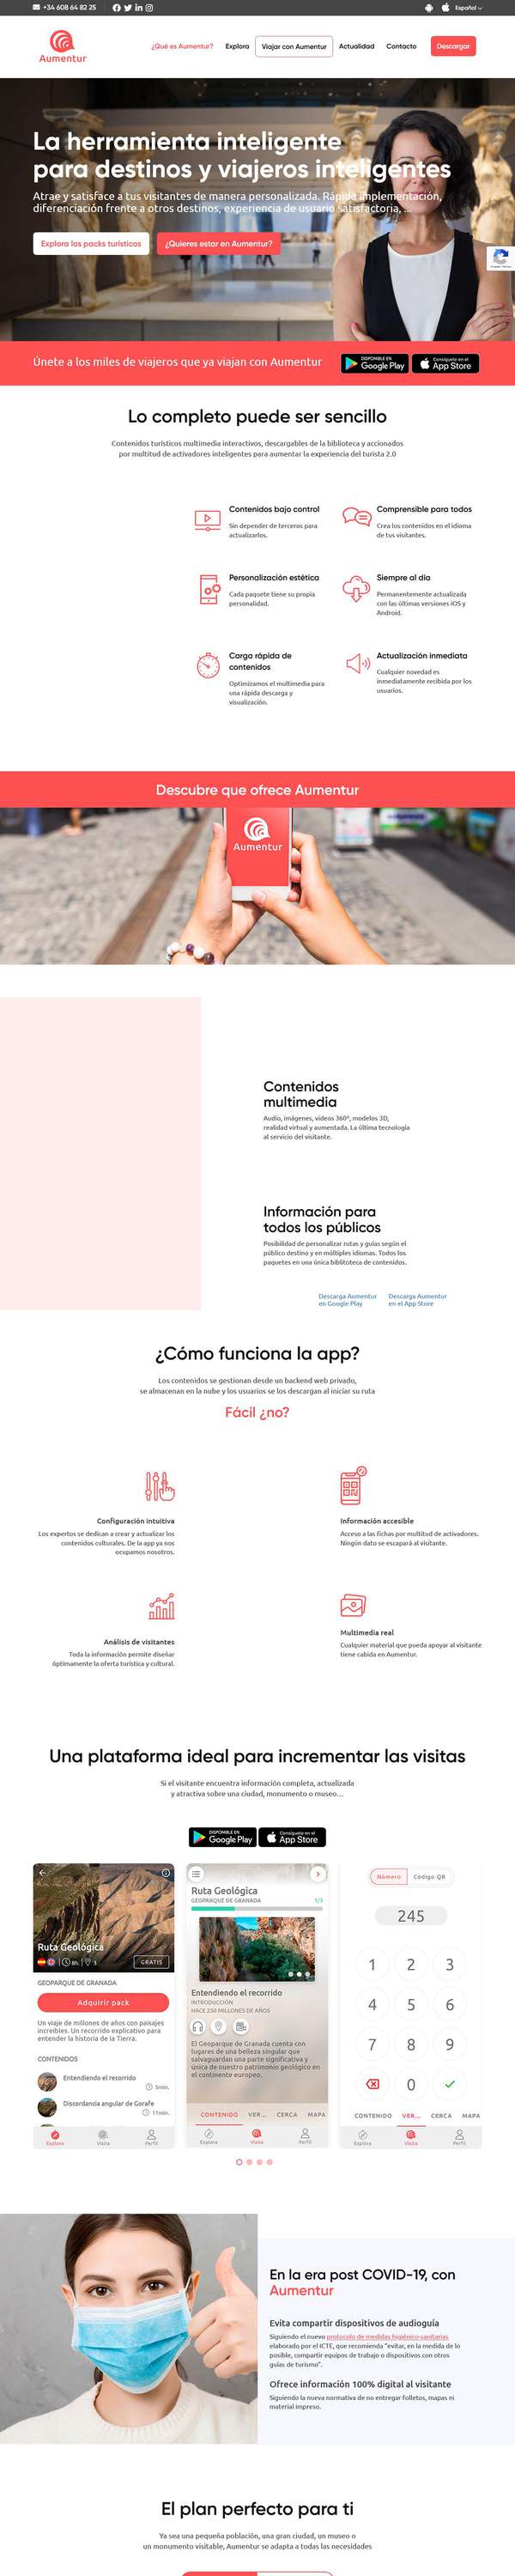 +34 608 64 82 25
Español
Aumentur
¿Qué es Aumentur?
Explora
Viajar con Aumentur
Actualidad
Contacto
Descargar
La herramienta inteligente
para destinos y viajeros inteligentes
Atrae y satisface a tus visitantes de manera personalizada. Rápida implementación,
diferenciación frente a otros destinos, experiencia de usuario satisfactoria, ...
Explora los packs turísticos
¿Quieres estar en Aumentur?
Únete a los miles de viajeros que ya viajan con Aumentur
DISPONIBLE EN
Google Play
Consíguelo en el
App Store
Lo completo puede ser sencillo
Contenidos turísticos multimedia interactivos, descargables de la biblioteca y accionados
por multitud de activadores inteligentes para aumentar la experiencia del turista 2.0
Contenidos bajo control
Sin depender de terceros para
actualizarlos.
Comprensible para todos
Crea los contenidos en el idioma
de tus visitantes.
Personalización estética
Cada paquete tiene su propia
personalidad.
Siempre al día
Permanentemente actualizada
con las últimas versiones iOS y
Android.
Carga rápida de
contenidos
Optimizamos el multimedia para
una rápida descarga y
visualización.
Actualización inmediata
Cualquier novedad es
inmediatamente recibida por los
usuarios.
Descubre que ofrece Aumentur
Aumentur
Contenidos
multimedia
Audio, imágenes, vídeos 360º, modelos 3D,
realidad virtual y aumentada. La última tecnología
al servicio del visitante.
Información para
todos los públicos
Posibilidad de personalizar rutas y guías según el
público destino y en múltiples idiomas. Todos los
paquetes en una única biblioteca de contenidos.
Descarga Aumentur
en Google Play
Descarga Aumentur
en el App Store
¿Cómo funciona la app?
Los contenidos se gestionan desde un backend web privado,
se almacenan en la nube y los usuarios se los descargan al iniciar su ruta
Fácil ¿no?
Configuración intuitiva
Los expertos se dedican a crear y actualizar los
contenidos culturales. De la app ya nos
ocupamos nosotros.
Información accesible
Acceso a las fichas por multitud de activadores.
Ningún dato se escapará al visitante.
Análisis de visitantes
Toda la información permite diseñar
óptimamente la oferta turística y cultural.
Multimedia real
Cualquier material que pueda apoyar al visitante
tiene cabida en Aumentur.
Una plataforma ideal para incrementar las visitas
Si el visitante encuentra información completa, actualizada
y atractiva sobre una ciudad, monumento o museo...
DISPONIBLE EN
Google Play
Consíguelo en el
App Store
Ruta Geológica
8h.
3
GRATIS
GEOPARQUE DE GRANADA
Adquirir pack
Un viaje de millones de años con paisajes
increíbles. Un recorrido explicativo para
entender la historia de la Tierra.
CONTENIDOS
Entendiendo el recorrido
5min.
Discordancia angular de Gorafe
11min.
Explora
Visita
Perfil
Ruta Geológica
GEOPARQUE DE GRANADA
1/3
Entendiendo el recorrido
INTRODUCCIÓN
HACE 250 MILLONES DE AÑOS
El Geoparque de Granada cuenta con
lugares de una belleza singular que
salvaguardan una parte significativa y
única de nuestro patrimonio geológico en
el continente europeo.
CONTENIDO
VER...
CERCA
MAPA
Explora
Visita
Perfil
Número
Código QR
245
1
2
3
4
5
6
7
8
9
0
CONTENIDO
VER...
CERCA
MAPA
Explora
Visita
Perfil
En la era post COVID-19, con
Aumentur
Evita compartir dispositivos de audioguía
Siguiendo el nuevo protocolo de medidas higiénico-sanitarias
elaborado por el ICTE, que recomienda "evitar, en la medida de lo
posible, compartir equipos de trabajo o dispositivos con otros
guías de turismo".
Ofrece información 100% digital al visitante
Siguiendo la nueva normativa de no entregar folletos, mapas ni
material impreso.
El plan perfecto para ti
Ya sea una pequeña población, una gran ciudad, un museo o
un monumento visitable, Aumentur se adapta a todas las necesidades